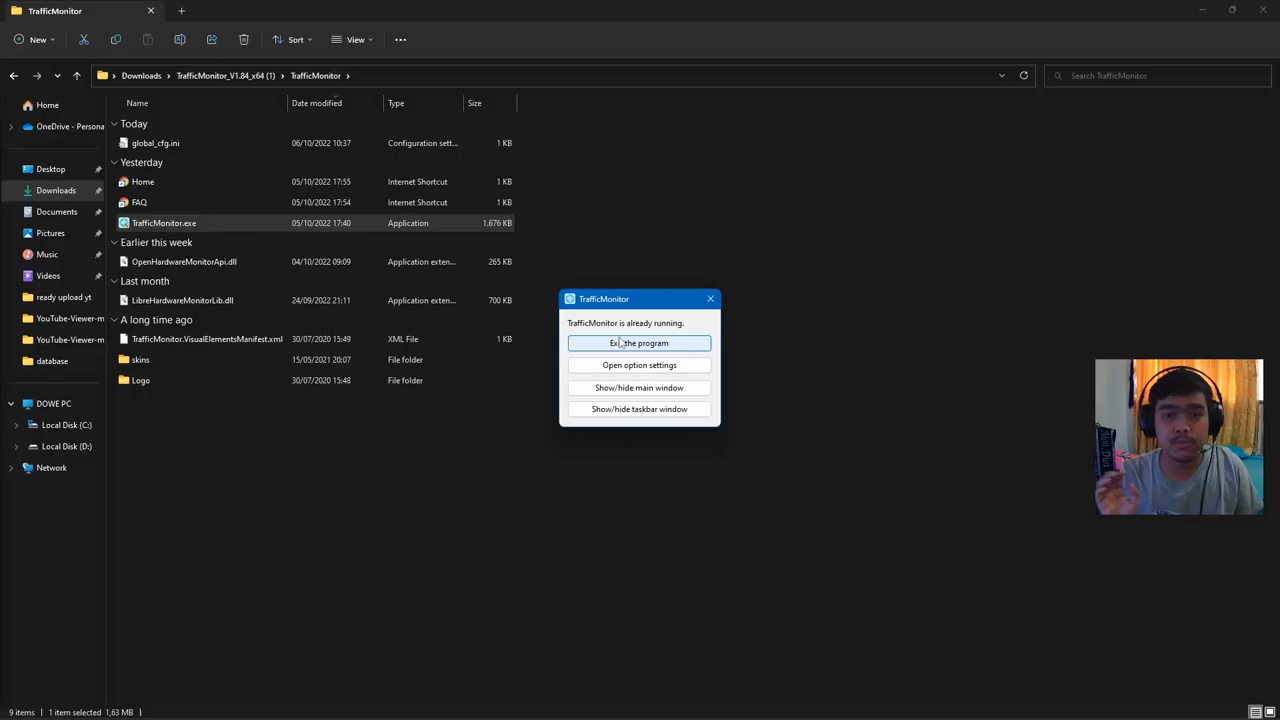 TrafficMonitor
New
Sort
View
Downloads
TrafficMonitor_V1.84_x64 (1)
TrafficMonitor
Search TrafficMonitor
Home
OneDrive - Persona
Desktop
Downloads
Documents
Pictures
Music
Videos
ready upload yt
YouTube-Viewer-m
YouTube-Viewer-m
database
DOWE PC
Local Disk (C:)
Local Disk (D:)
Network
Name Date modified Type Size
Today
global_cfg.ini 06/10/2022 10:37 Configuration sett... 1 KB
Yesterday
Home 05/10/2022 17:55 Internet Shortcut 1 KB
FAQ 05/10/2022 17:54 Internet Shortcut 1 KB
TrafficMonitor.exe 05/10/2022 17:40 Application 1.676 KB
Earlier this week
OpenHardwareMonitorApi.dll 04/10/2022 09:09 Application exten... 265 KB
Last month
LibreHardwareMonitorLib.dll 24/09/2022 21:11 Application exten... 700 KB
A long time ago
TrafficMonitor.VisualElementsManifest.xml 30/07/2020 15:49 XML File 1 KB
skins 15/05/2021 20:07 File folder
Logo 30/07/2020 15:48 File folder
TrafficMonitor
TrafficMonitor is already running.
Exit the program
Open option settings
Show/hide main window
Show/hide taskbar window
9 items 1 item selected 1,63 MB